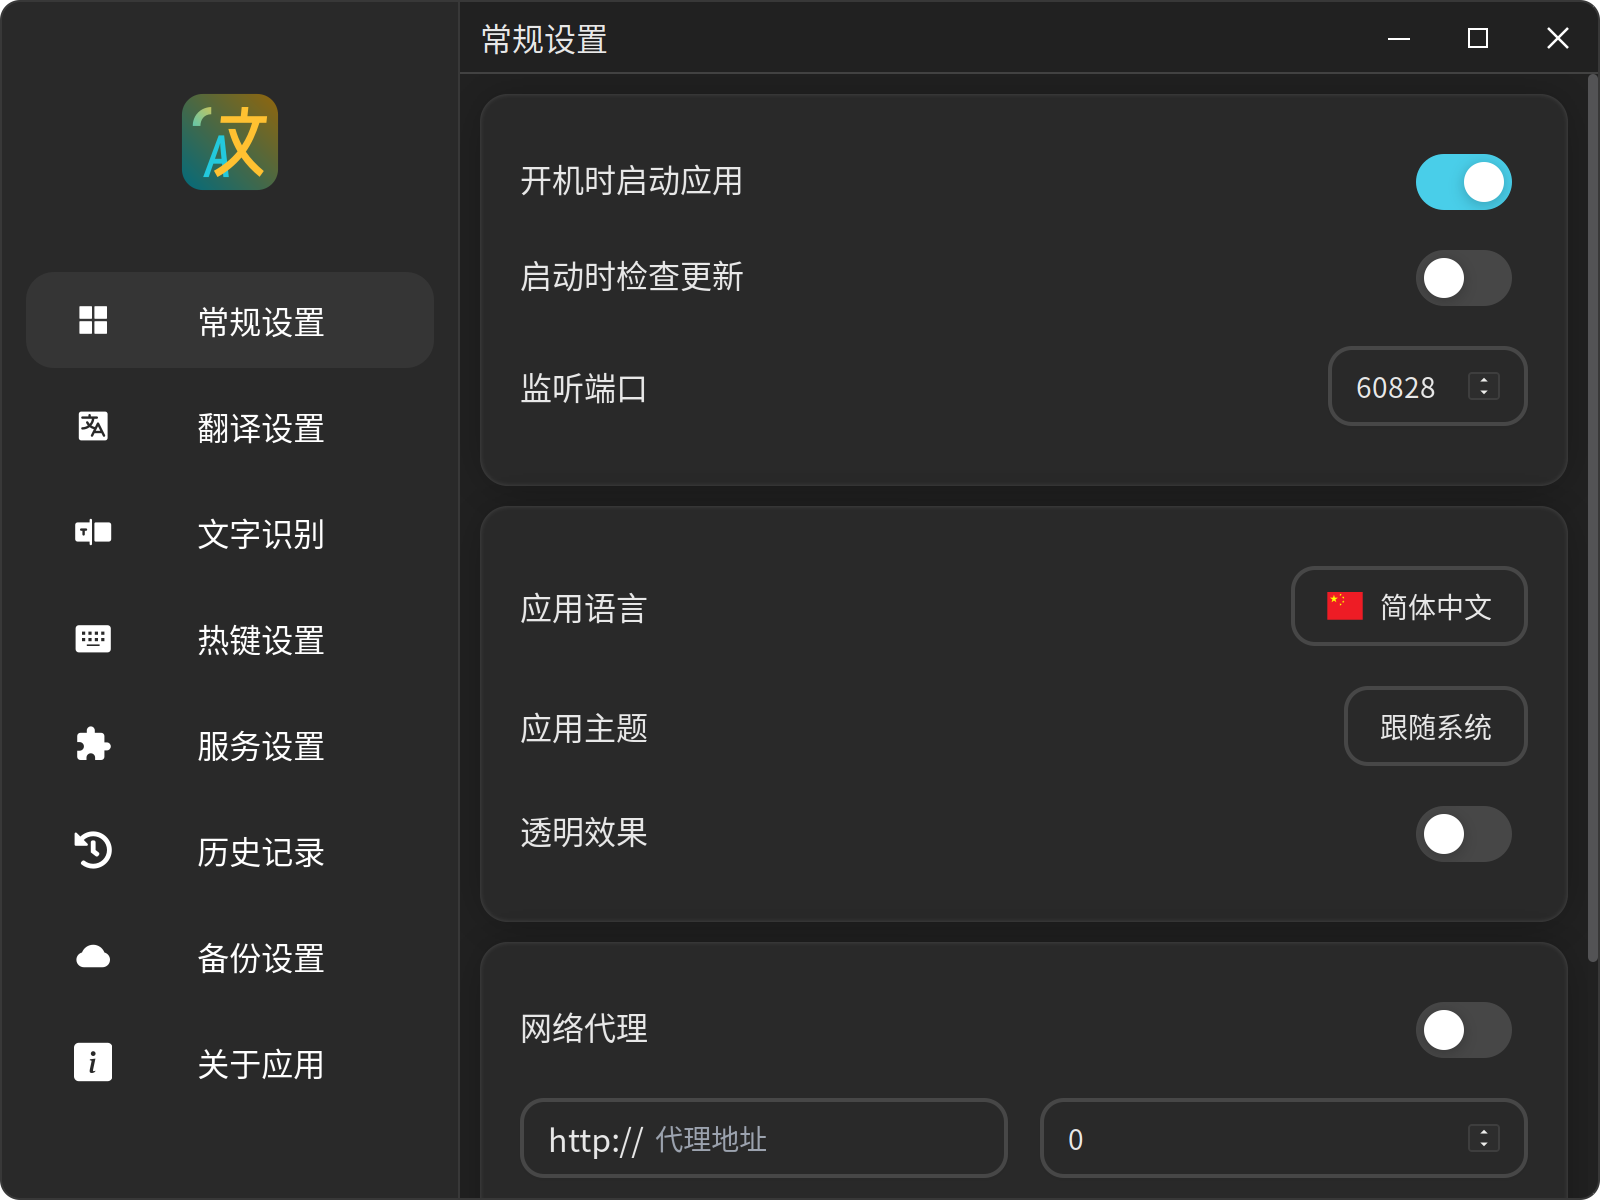 常规设置
文A
常规设置
翻译设置
文字识别
热键设置
服务设置
历史记录
备份设置
关于应用
开机时启动应用
启动时检查更新
监听端口
60828
应用语言
简体中文
应用主题
跟随系统
透明效果
网络代理
http:// 代理地址
0